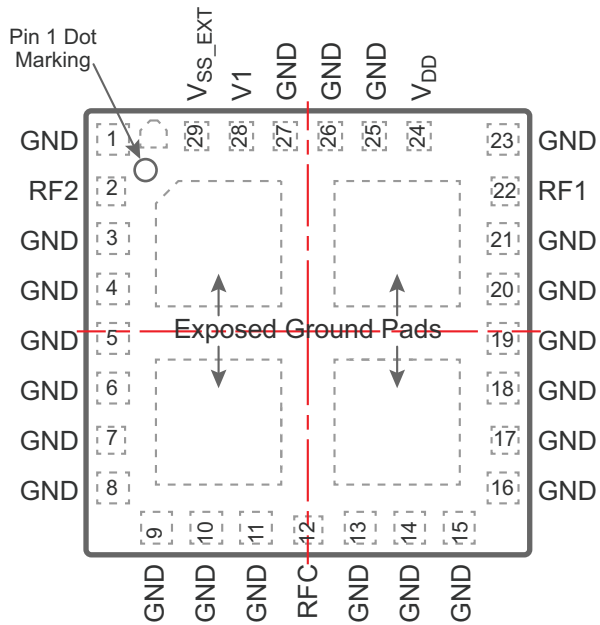 Pin 1 Dot
Marking
VSS_EXT
V1
GND
GND
GND
VDD
29
28
27
26
25
24
GND 1
23 GND
RF2 2
22 RF1
GND 3
21 GND
GND 4
20 GND
GND 5
Exposed Ground Pads
19 GND
GND 6
18 GND
GND 7
17 GND
GND 8
16 GND
9
10
11
12
13
14
15
GND
GND
GND
RFC
GND
GND
GND